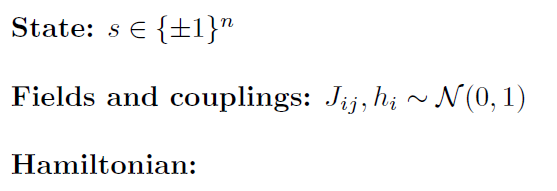 State: s ∈ {±1}ⁿ
Fields and couplings: Jᵢⱼ, hᵢ ∼ 𝒩(0, 1)
Hamiltonian: